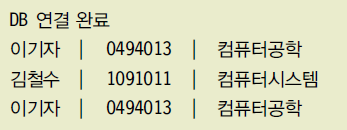 DB 연결 완료
이기자 | 0494013 | 컴퓨터공학
김철수 | 1091011 | 컴퓨터시스템
이기자 | 0494013 | 컴퓨터공학